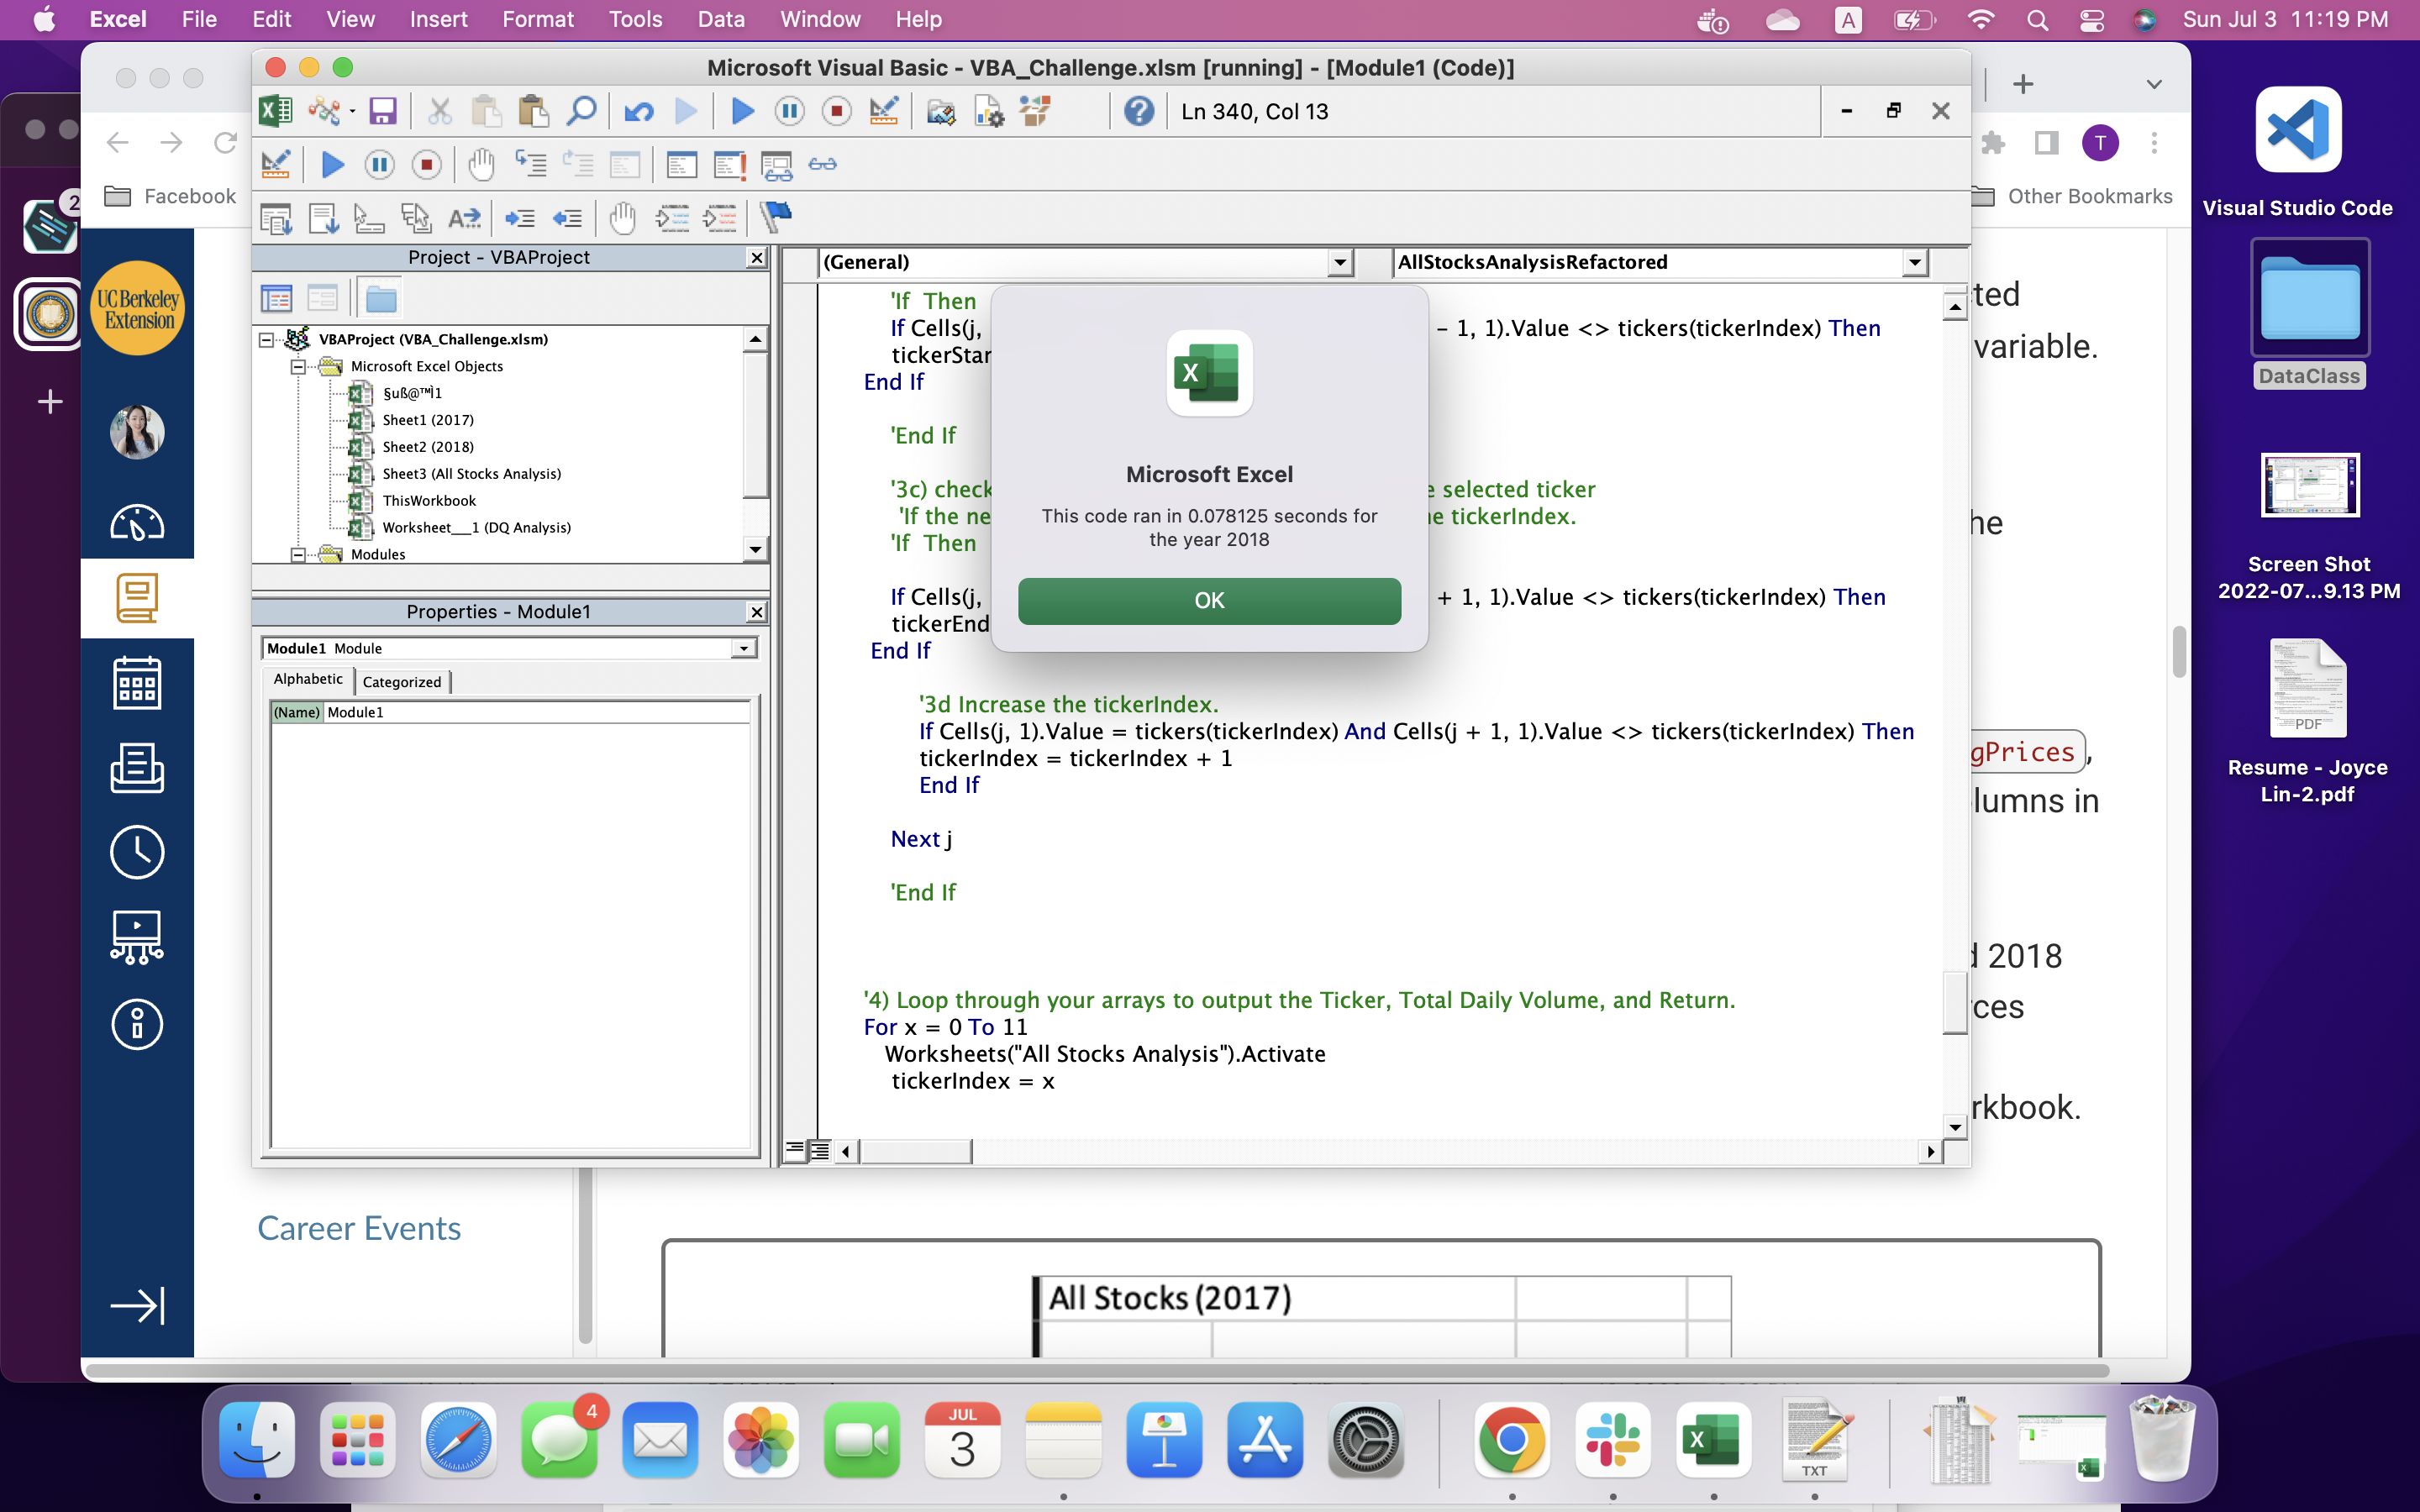 Excel File Edit View Insert Format Tools Data Window Help
A
Sun Jul 3 11:19 PM
Microsoft Visual Basic - VBA_Challenge.xlsm [running] - [Module1 (Code)]
Ln 340, Col 13
T
Facebook
Other Bookmarks
2
UC Berkeley
Extension
Project - VBAProject
VBAProject (VBA_Challenge.xlsm)
Microsoft Excel Objects
§uß@™Ì1
Sheet1 (2017)
Sheet2 (2018)
Sheet3 (All Stocks Analysis)
ThisWorkbook
Worksheet__1 (DQ Analysis)
Modules
Properties - Module1
Module1 Module
Alphabetic
Categorized
(Name) Module1
(General)
AllStocksAnalysisRefactored
'If Then
If Cells(j, - 1, 1).Value <> tickers(tickerIndex) Then
tickerStar
End If
'End If
'3c) check e selected ticker
'If the ne e tickerIndex.
'If Then
If Cells(j, + 1, 1).Value <> tickers(tickerIndex) Then
tickerEnd
End If
'3d Increase the tickerIndex.
If Cells(j, 1).Value = tickers(tickerIndex) And Cells(j + 1, 1).Value <> tickers(tickerIndex) Then
tickerIndex = tickerIndex + 1
End If
Next j
'End If
'4) Loop through your arrays to output the Ticker, Total Daily Volume, and Return.
For x = 0 To 11
Worksheets("All Stocks Analysis").Activate
tickerIndex = x
Microsoft Excel
This code ran in 0.078125 seconds for
the year 2018
OK
ted
variable.
he
gPrices,
lumns in
d 2018
ces
rkbook.
Career Events
All Stocks (2017)
Visual Studio Code
DataClass
Screen Shot
2022-07...9.13 PM
PDF
Resume - Joyce
Lin-2.pdf
4
JUL
3
TXT